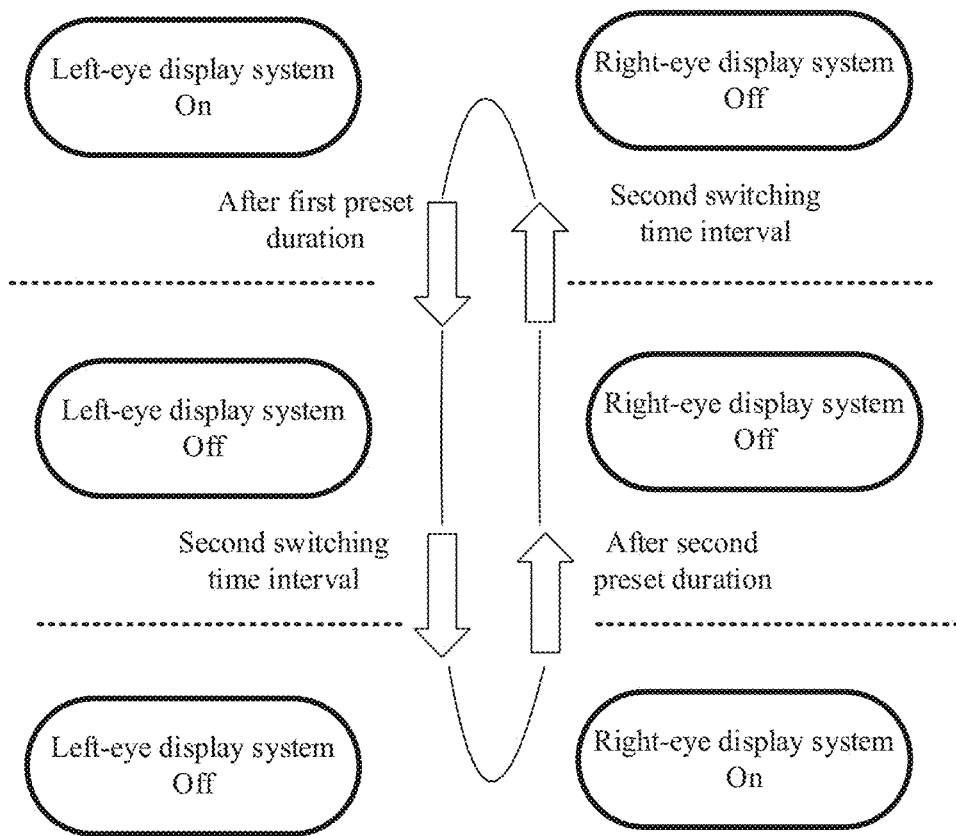 Left-eye display system
On
Right-eye display system
Off
After first preset
duration
Second switching
time interval
Left-eye display system
Off
Right-eye display system
Off
Second switching
time interval
After second
preset duration
Left-eye display system
Off
Right-eye display system
On